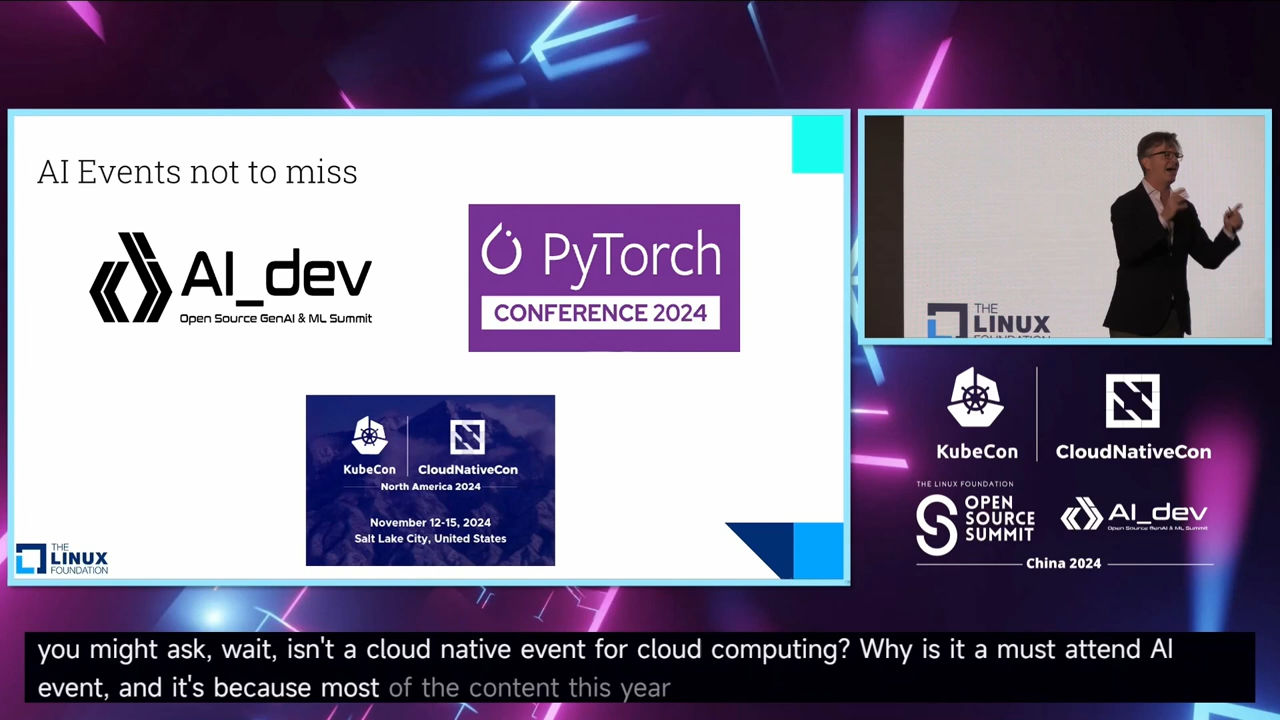 AI Events not to miss
AI_dev
Open Source GenAI & ML Summit
PyTorch
CONFERENCE 2024
KubeCon
CloudNativeCon
North America 2024
November 12-15, 2024
Salt Lake City, United States
THE
LINUX
FOUNDATION
THE
LINUX
FOUNDATION
KubeCon
CloudNativeCon
THE LINUX FOUNDATION
OPEN
SOURCE
SUMMIT
AI_dev
Open Source GenAI & ML Summit
China 2024
you might ask, wait, isn't a cloud native event for cloud computing? Why is it a must attend AI
event, and it's because most of the content this year